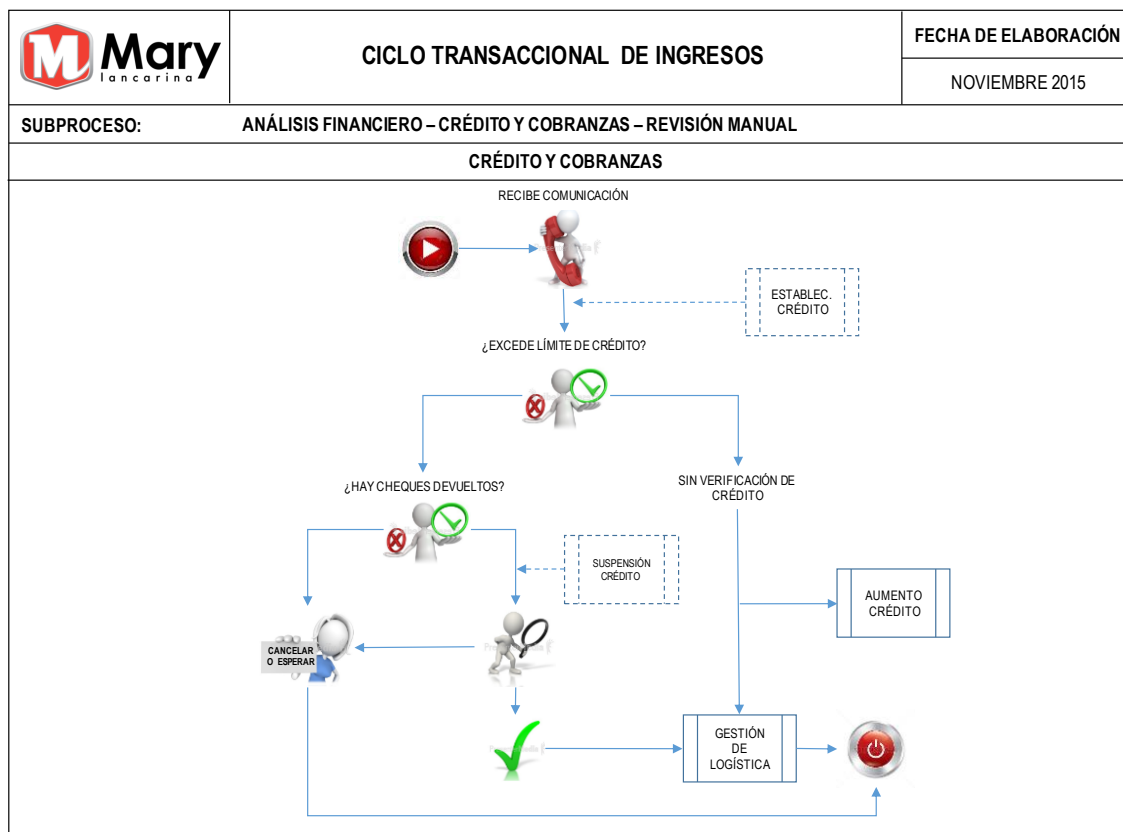 M Mary
Iancarina
CICLO TRANSACCIONAL DE INGRESOS
FECHA DE ELABORACIÓN
NOVIEMBRE 2015
SUBPROCESO: ANÁLISIS FINANCIERO – CRÉDITO Y COBRANZAS – REVISIÓN MANUAL
CRÉDITO Y COBRANZAS
RECIBE COMUNICACIÓN
ESTABLEC.
CRÉDITO
¿EXCEDE LÍMITE DE CRÉDITO?
¿HAY CHEQUES DEVUELTOS?
SIN VERIFICACIÓN DE
CRÉDITO
SUSPENSIÓN
CRÉDITO
AUMENTO
CRÉDITO
CANCELAR
O ESPERAR
GESTIÓN
DE
LOGÍSTICA